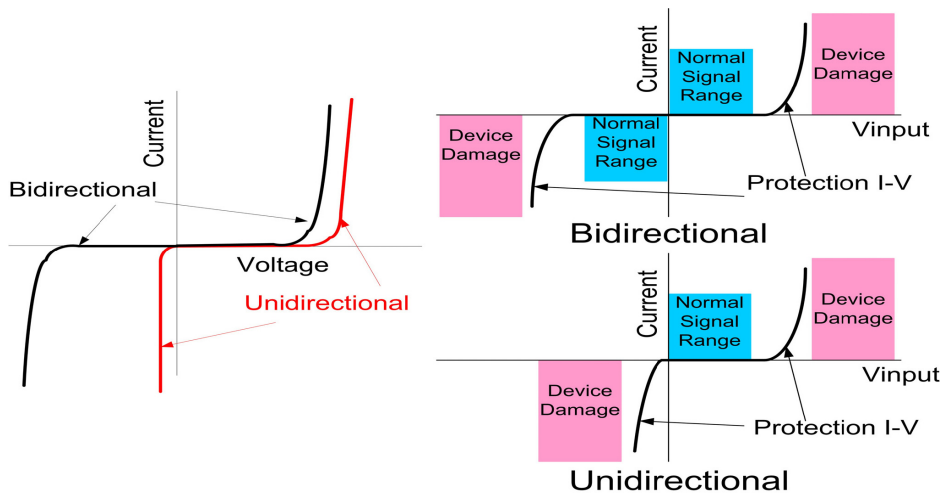 Current
Bidirectional
Voltage
Unidirectional
Current
Normal
Signal
Range
Device
Damage
Vinput
Device
Damage
Normal
Signal
Range
Protection I-V
Bidirectional
Current
Normal
Signal
Range
Device
Damage
Vinput
Device
Damage
Protection I-V
Unidirectional